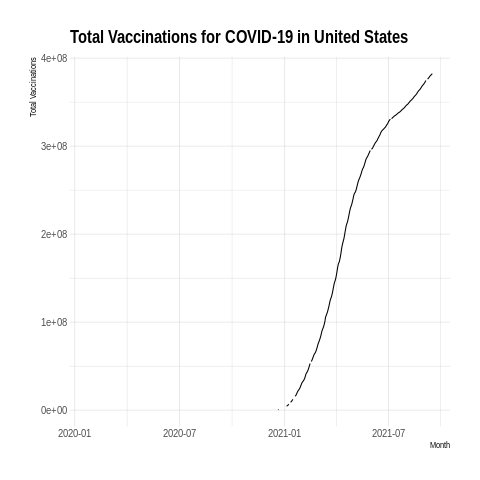 Total Vaccinations for COVID-19 in United States
Total Vaccinations
4e+08
3e+08
2e+08
1e+08
0e+00
2020-01 2020-07 2021-01 2021-07
Month